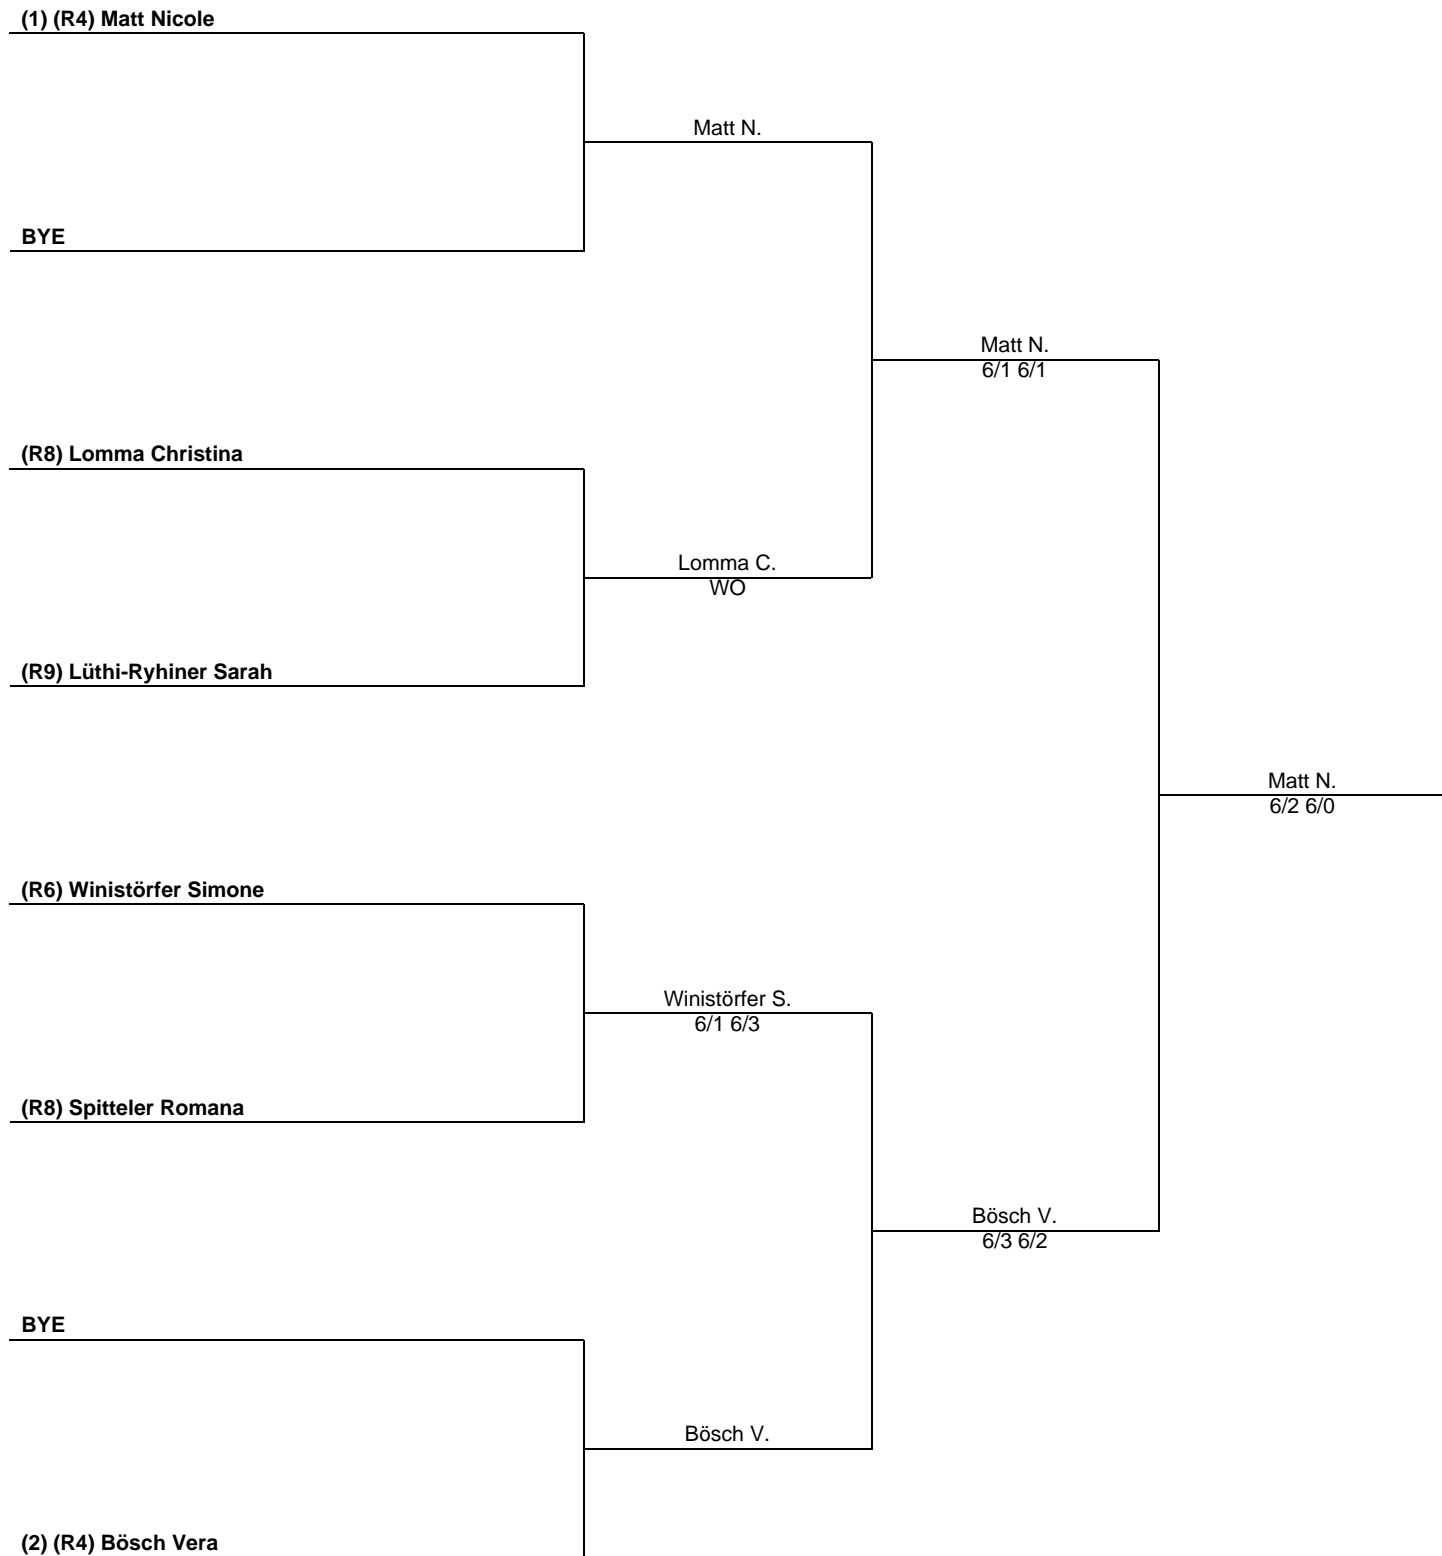 (1) (R4) Matt Nicole
Matt N.
BYE
Matt N.
6/1 6/1
(R8) Lomma Christina
Lomma C.
WO
(R9) Lüthi-Ryhiner Sarah
Matt N.
6/2 6/0
(R6) Winistörfer Simone
Winistörfer S.
6/1 6/3
(R8) Spitteler Romana
Bösch V.
6/3 6/2
BYE
Bösch V.
(2) (R4) Bösch Vera